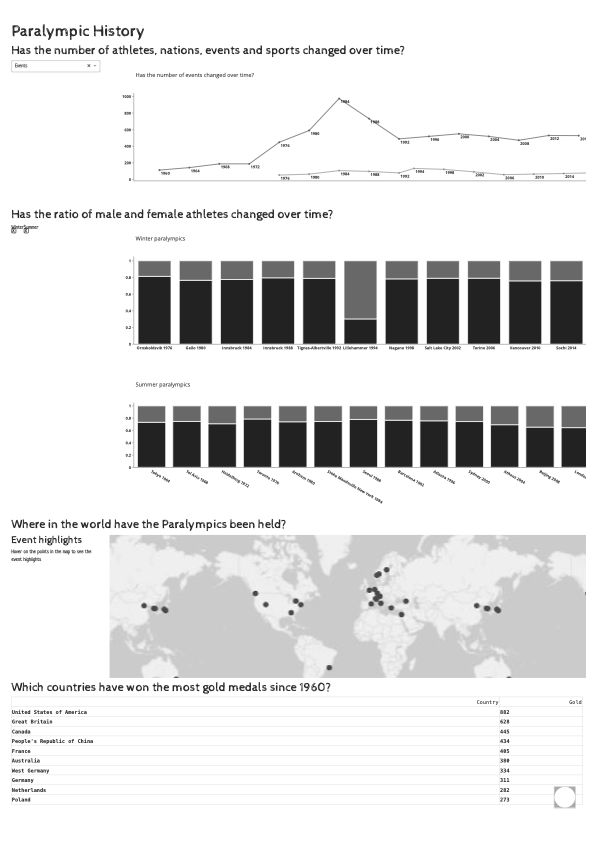 Paralympic History
Has the number of athletes, nations, events and sports changed over time?
Events
Has the number of events changed over time?
1000
800
600
400
200
0
1960
1964
1968
1972
1976
1980
1984
1988
1992
1996
2000
2004
2008
2012
1976
1980
1984
1988
1992
1994
1998
2002
2006
2010
2014
Has the ratio of male and female athletes changed over time?
WinterSummer
Winter paralympics
1
0.8
0.6
0.4
0.2
0
Ornskoldsvik 1976
Geilo 1980
Innsbruck 1984
Innsbruck 1988
Tignes-Albertville 1992
Lillehammer 1994
Nagano 1998
Salt Lake City 2002
Torino 2006
Vancouver 2010
Sochi 2014
Summer paralympics
1
0.8
0.6
0.4
0.2
0
Tokyo 1964
Tel Aviv 1968
Heidelberg 1972
Toronto 1976
Arnhem 1980
Stoke Mandeville/New York 1984
Seoul 1988
Barcelona 1992
Atlanta 1996
Sydney 2000
Athens 2004
Beijing 2008
Where in the world have the Paralympics been held?
Event highlights
Hover on the points in the map to see the
event highlights
Which countries have won the most gold medals since 1960?
Country Gold
United States of America 882
Great Britain 628
Canada 445
People's Republic of China 434
France 405
Australia 380
West Germany 334
Germany 311
Netherlands 282
Poland 273